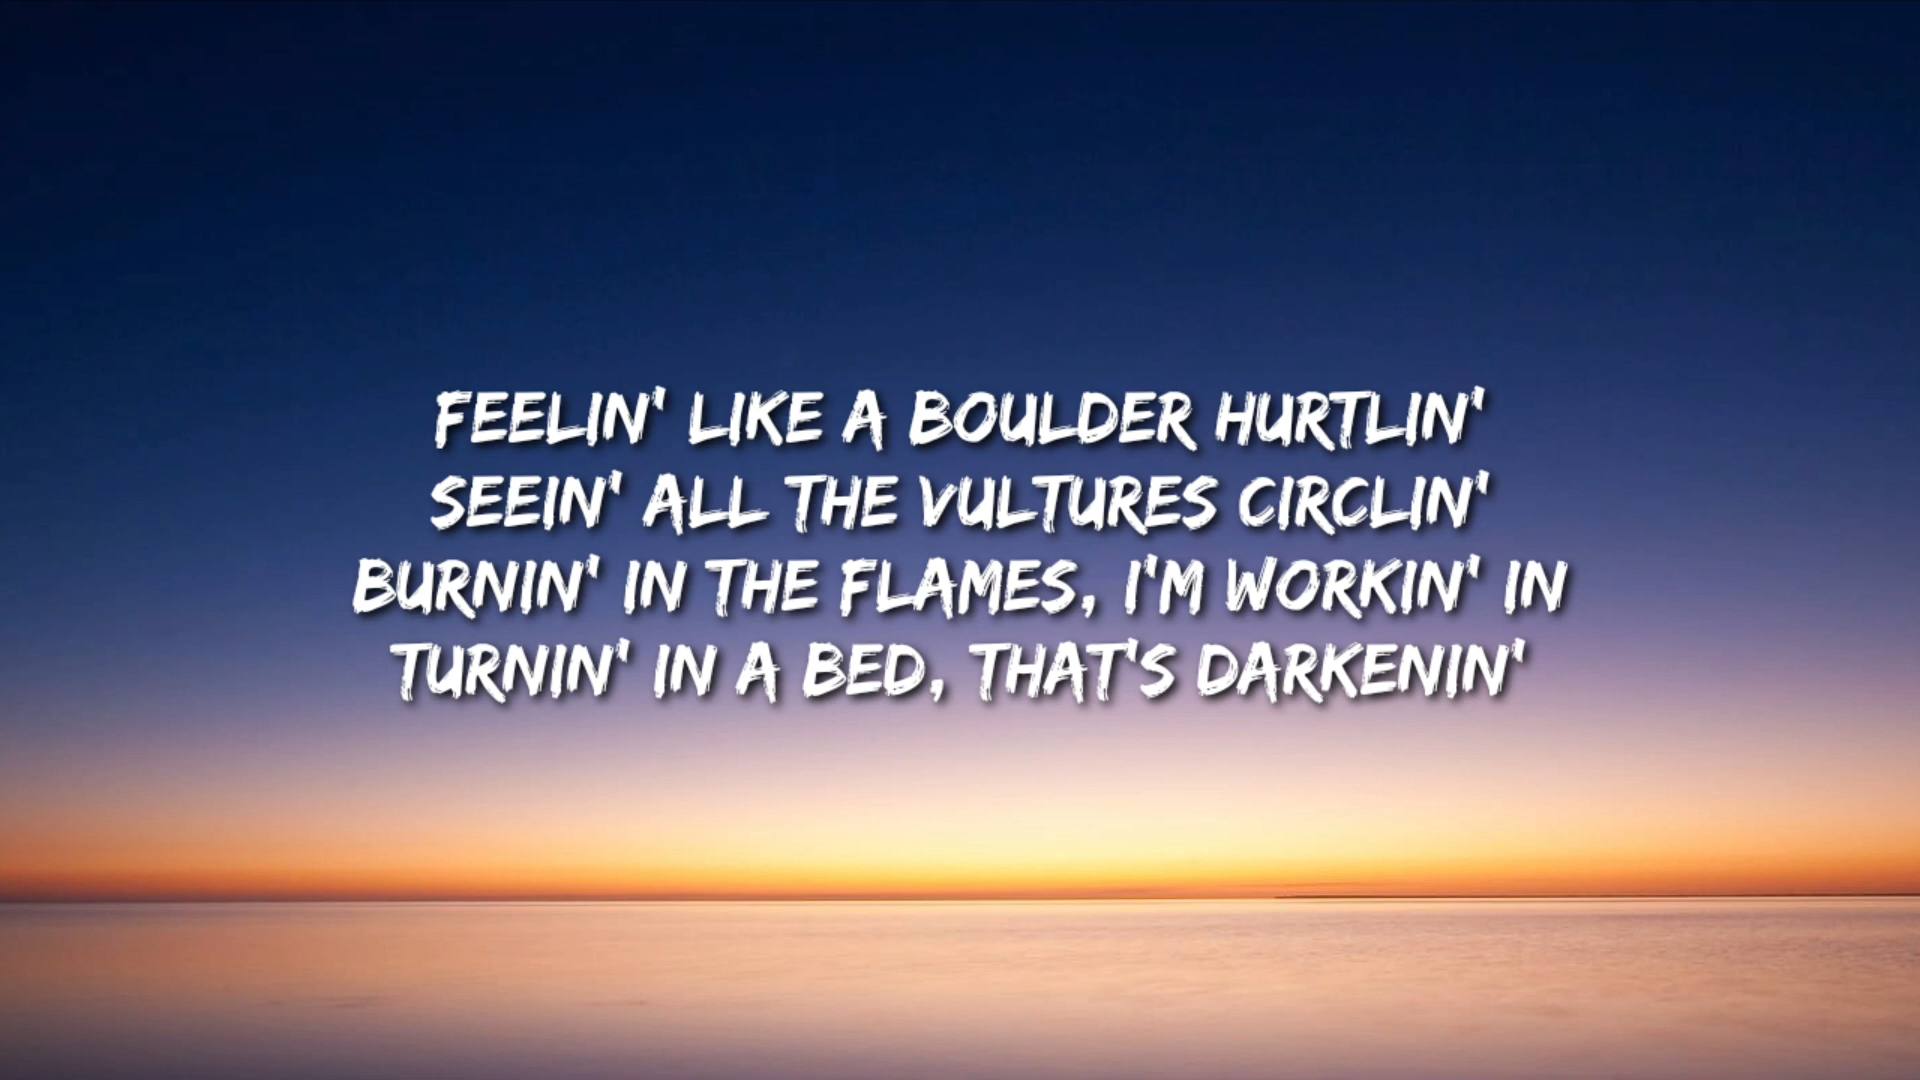 FEELIN' LIKE A BOULDER HURTLIN'
SEEIN' ALL THE VULTURES CIRCLIN'
BURNIN' IN THE FLAMES, I'M WORKIN' IN
TURNIN' IN A BED, THAT'S DARKENIN'